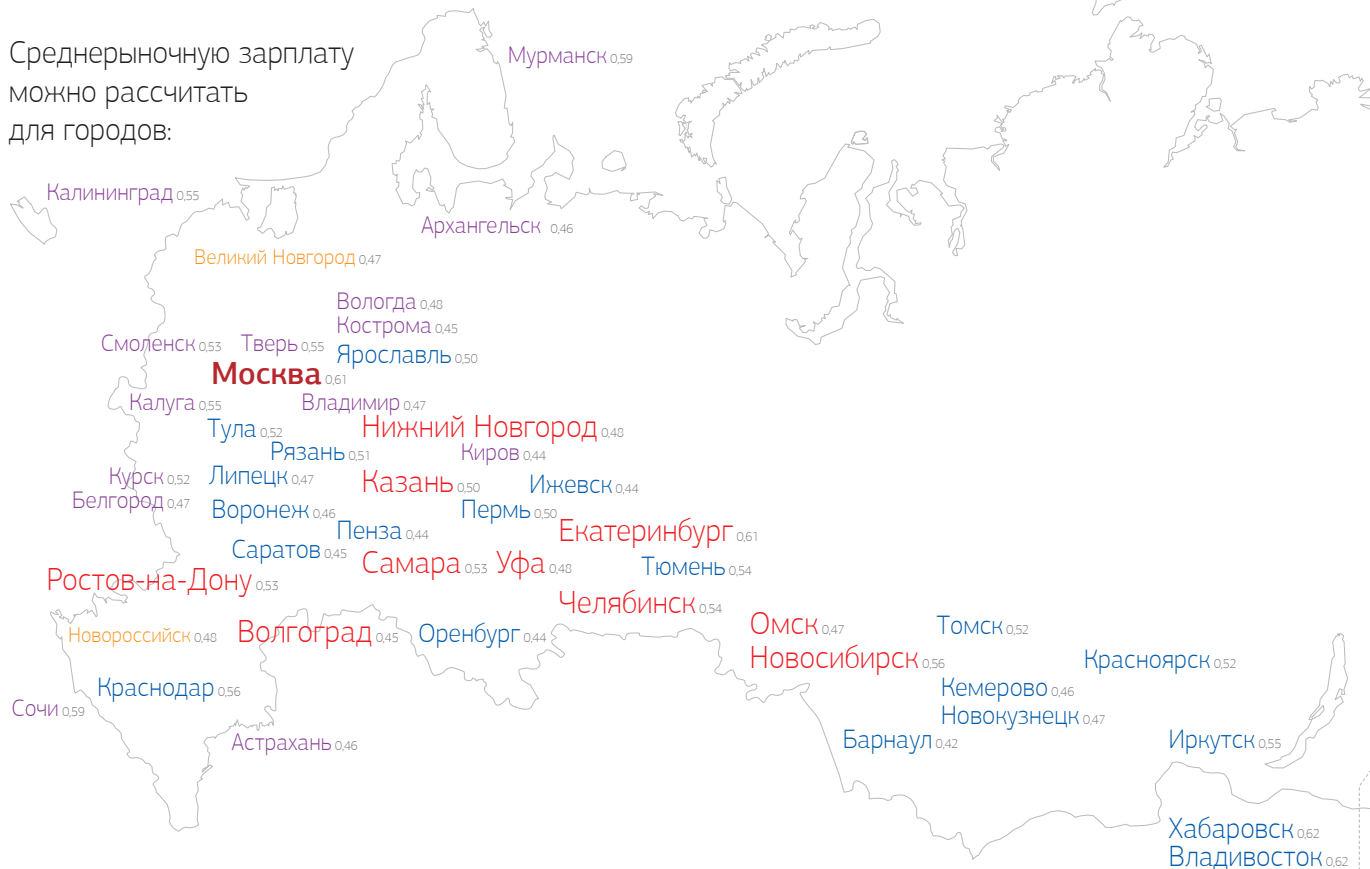 Среднерыночную зарплату
можно рассчитать
для городов:
Мурманск 0,59
Калининград 0,55
Архангельск 0,46
Великий Новгород 0,47
Вологда 0,48
Кострома 0,45
Смоленск 0,53
Тверь 0,55
Ярославль 0,50
Москва 0,61
Калуга 0,55
Владимир 0,47
Тула 0,52
Нижний Новгород 0,48
Рязань 0,51
Киров 0,44
Курск 0,52
Липецк 0,47
Казань 0,50
Ижевск 0,44
Белгород 0,47
Воронеж 0,46
Пермь 0,50
Пенза 0,44
Екатеринбург 0,61
Саратов 0,45
Самара 0,53
Уфа 0,48
Тюмень 0,54
Ростов-на-Дону 0,53
Челябинск 0,54
Новороссийск 0,48
Волгоград 0,45
Оренбург 0,44
Омск 0,47
Томск 0,52
Новосибирск 0,56
Красноярск 0,52
Краснодар 0,56
Кемерово 0,46
Сочи 0,59
Новокузнецк 0,47
Астрахань 0,46
Барнаул 0,42
Иркутск 0,55
Хабаровск 0,62
Владивосток 0,62